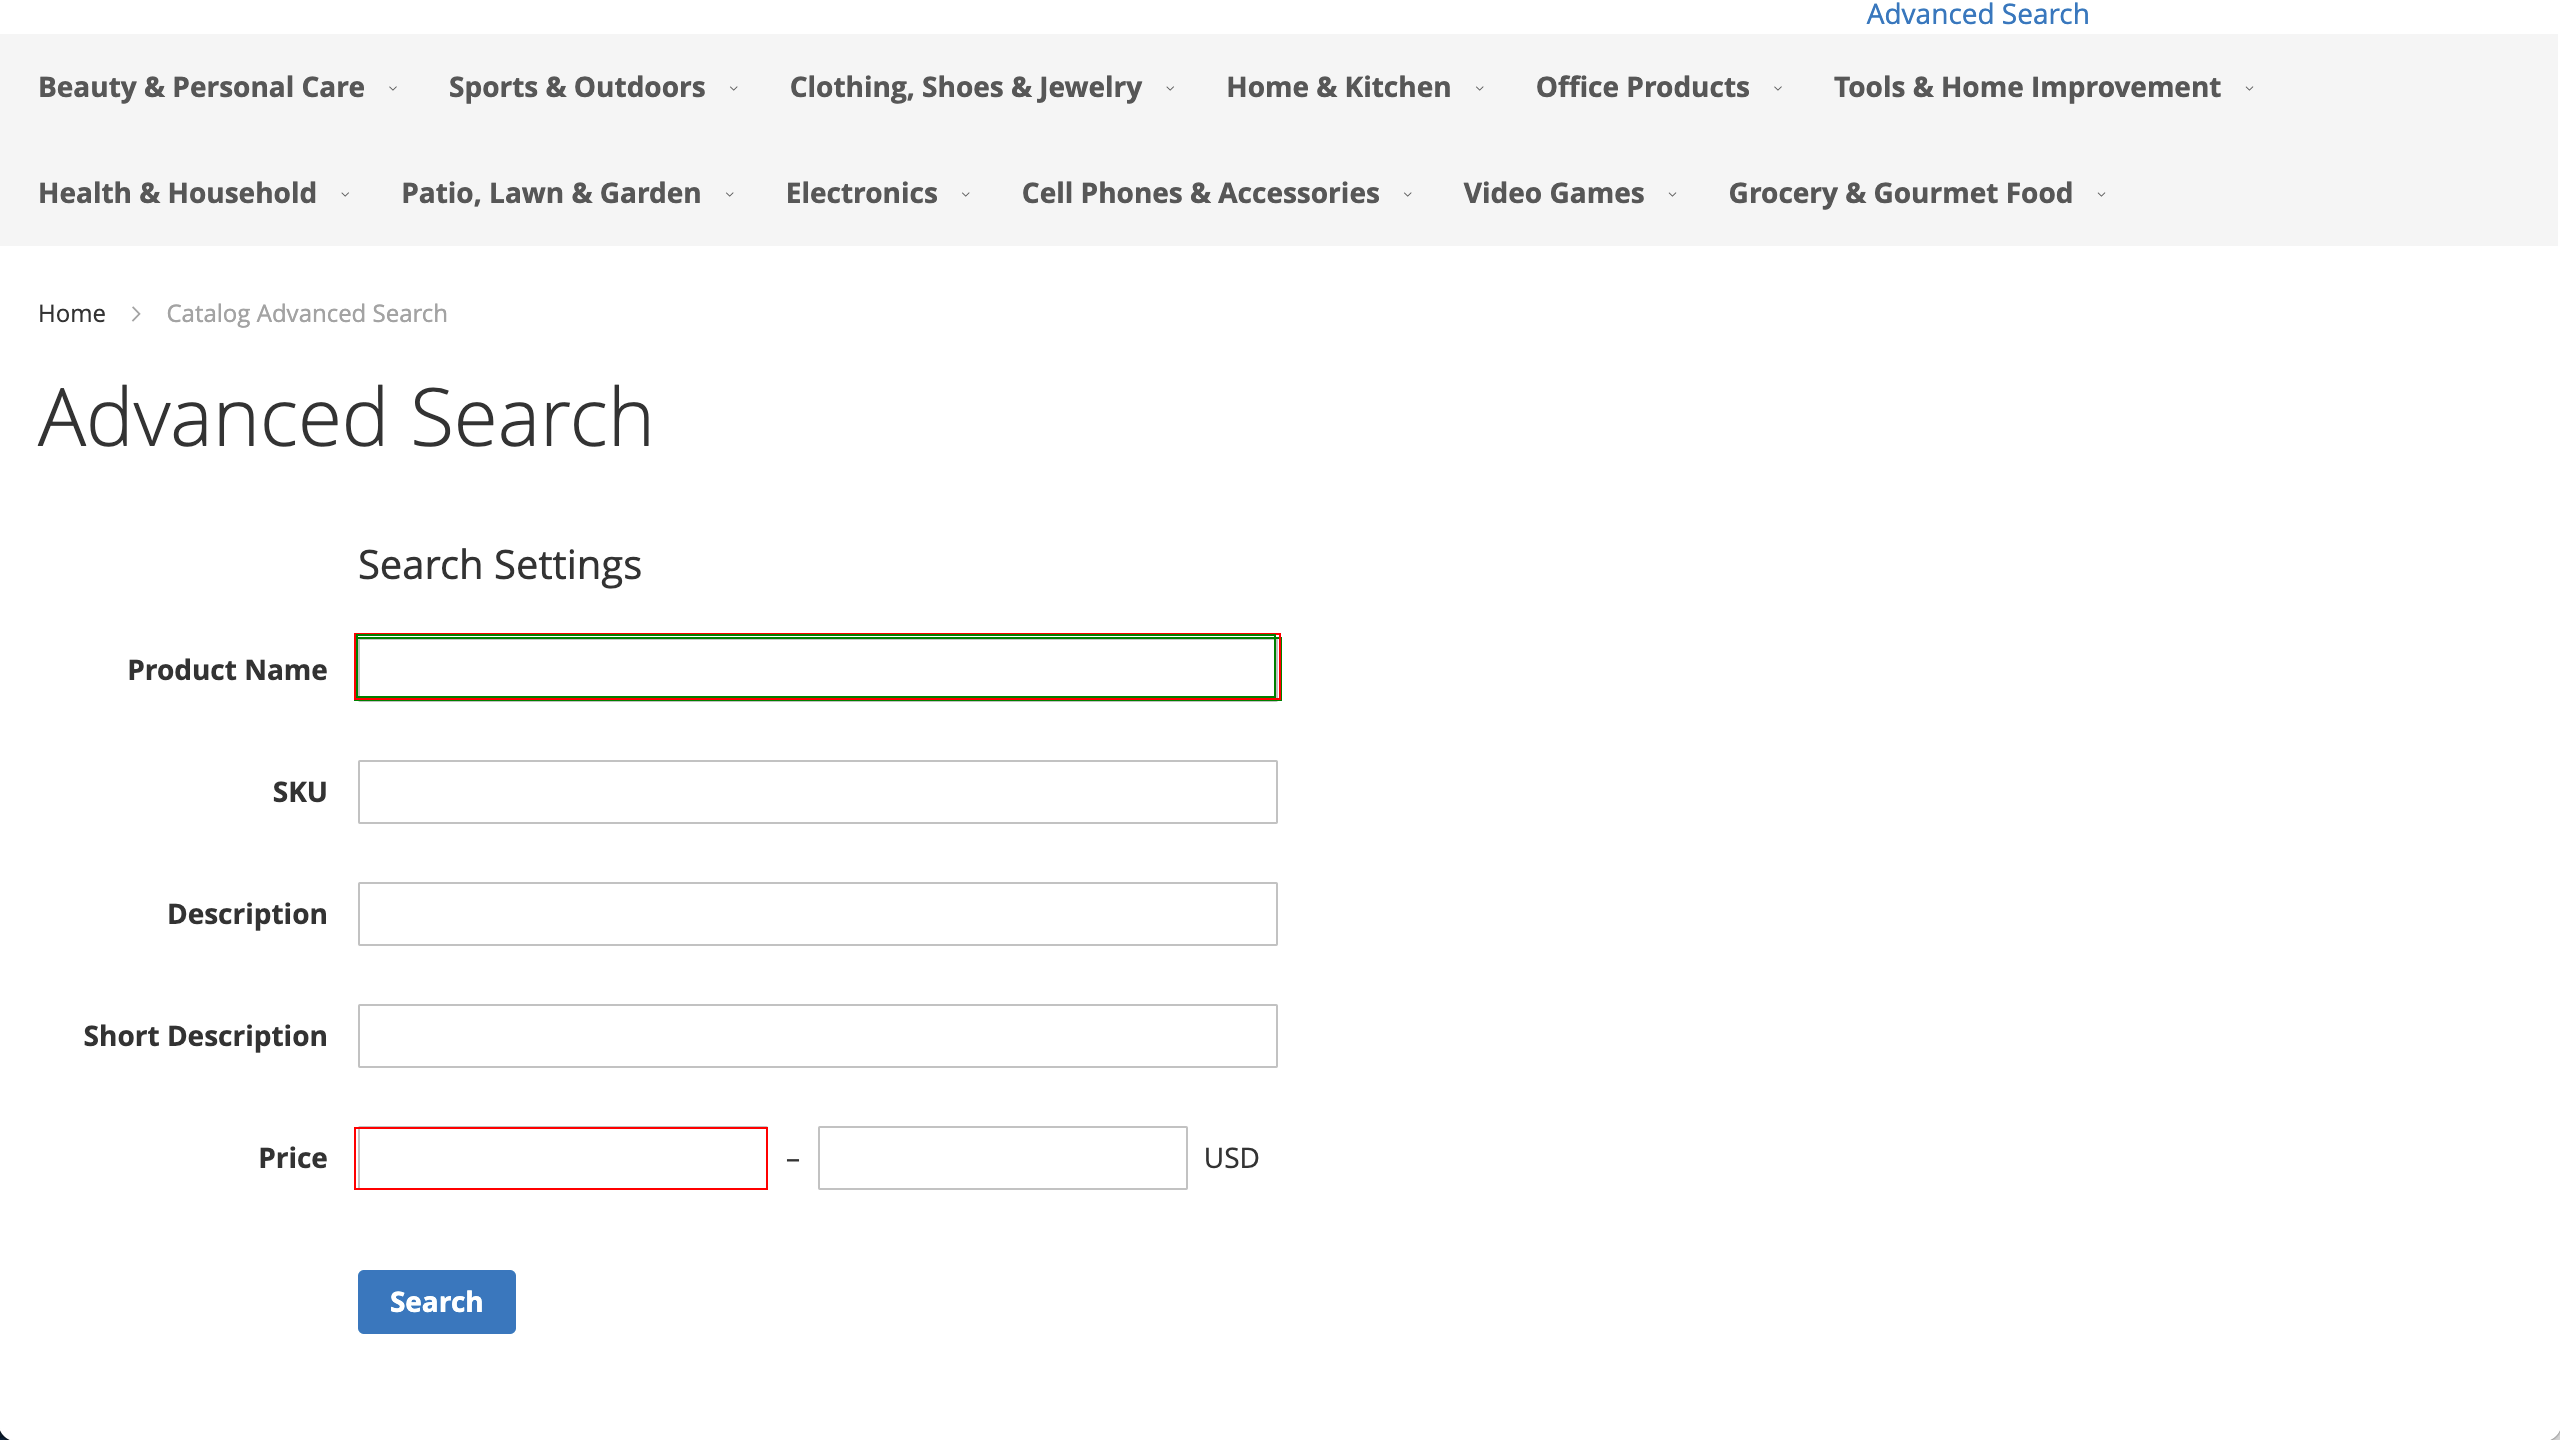 Advanced Search
Beauty & Personal Care Sports & Outdoors Clothing, Shoes & Jewelry Home & Kitchen Office Products Tools & Home Improvement
Health & Household Patio, Lawn & Garden Electronics Cell Phones & Accessories Video Games Grocery & Gourmet Food
Home > Catalog Advanced Search
Advanced Search
Search Settings
Product Name
SKU
Description
Short Description
Price – USD
Search